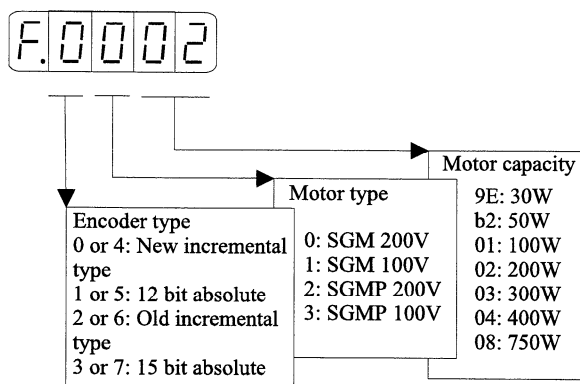 F.0002
Encoder type
0 or 4: New incremental
type
1 or 5: 12 bit absolute
2 or 6: Old incremental
type
3 or 7: 15 bit absolute
Motor type
0: SGM 200V
1: SGM 100V
2: SGMP 200V
3: SGMP 100V
Motor capacity
9E: 30W
b2: 50W
01: 100W
02: 200W
03: 300W
04: 400W
08: 750W